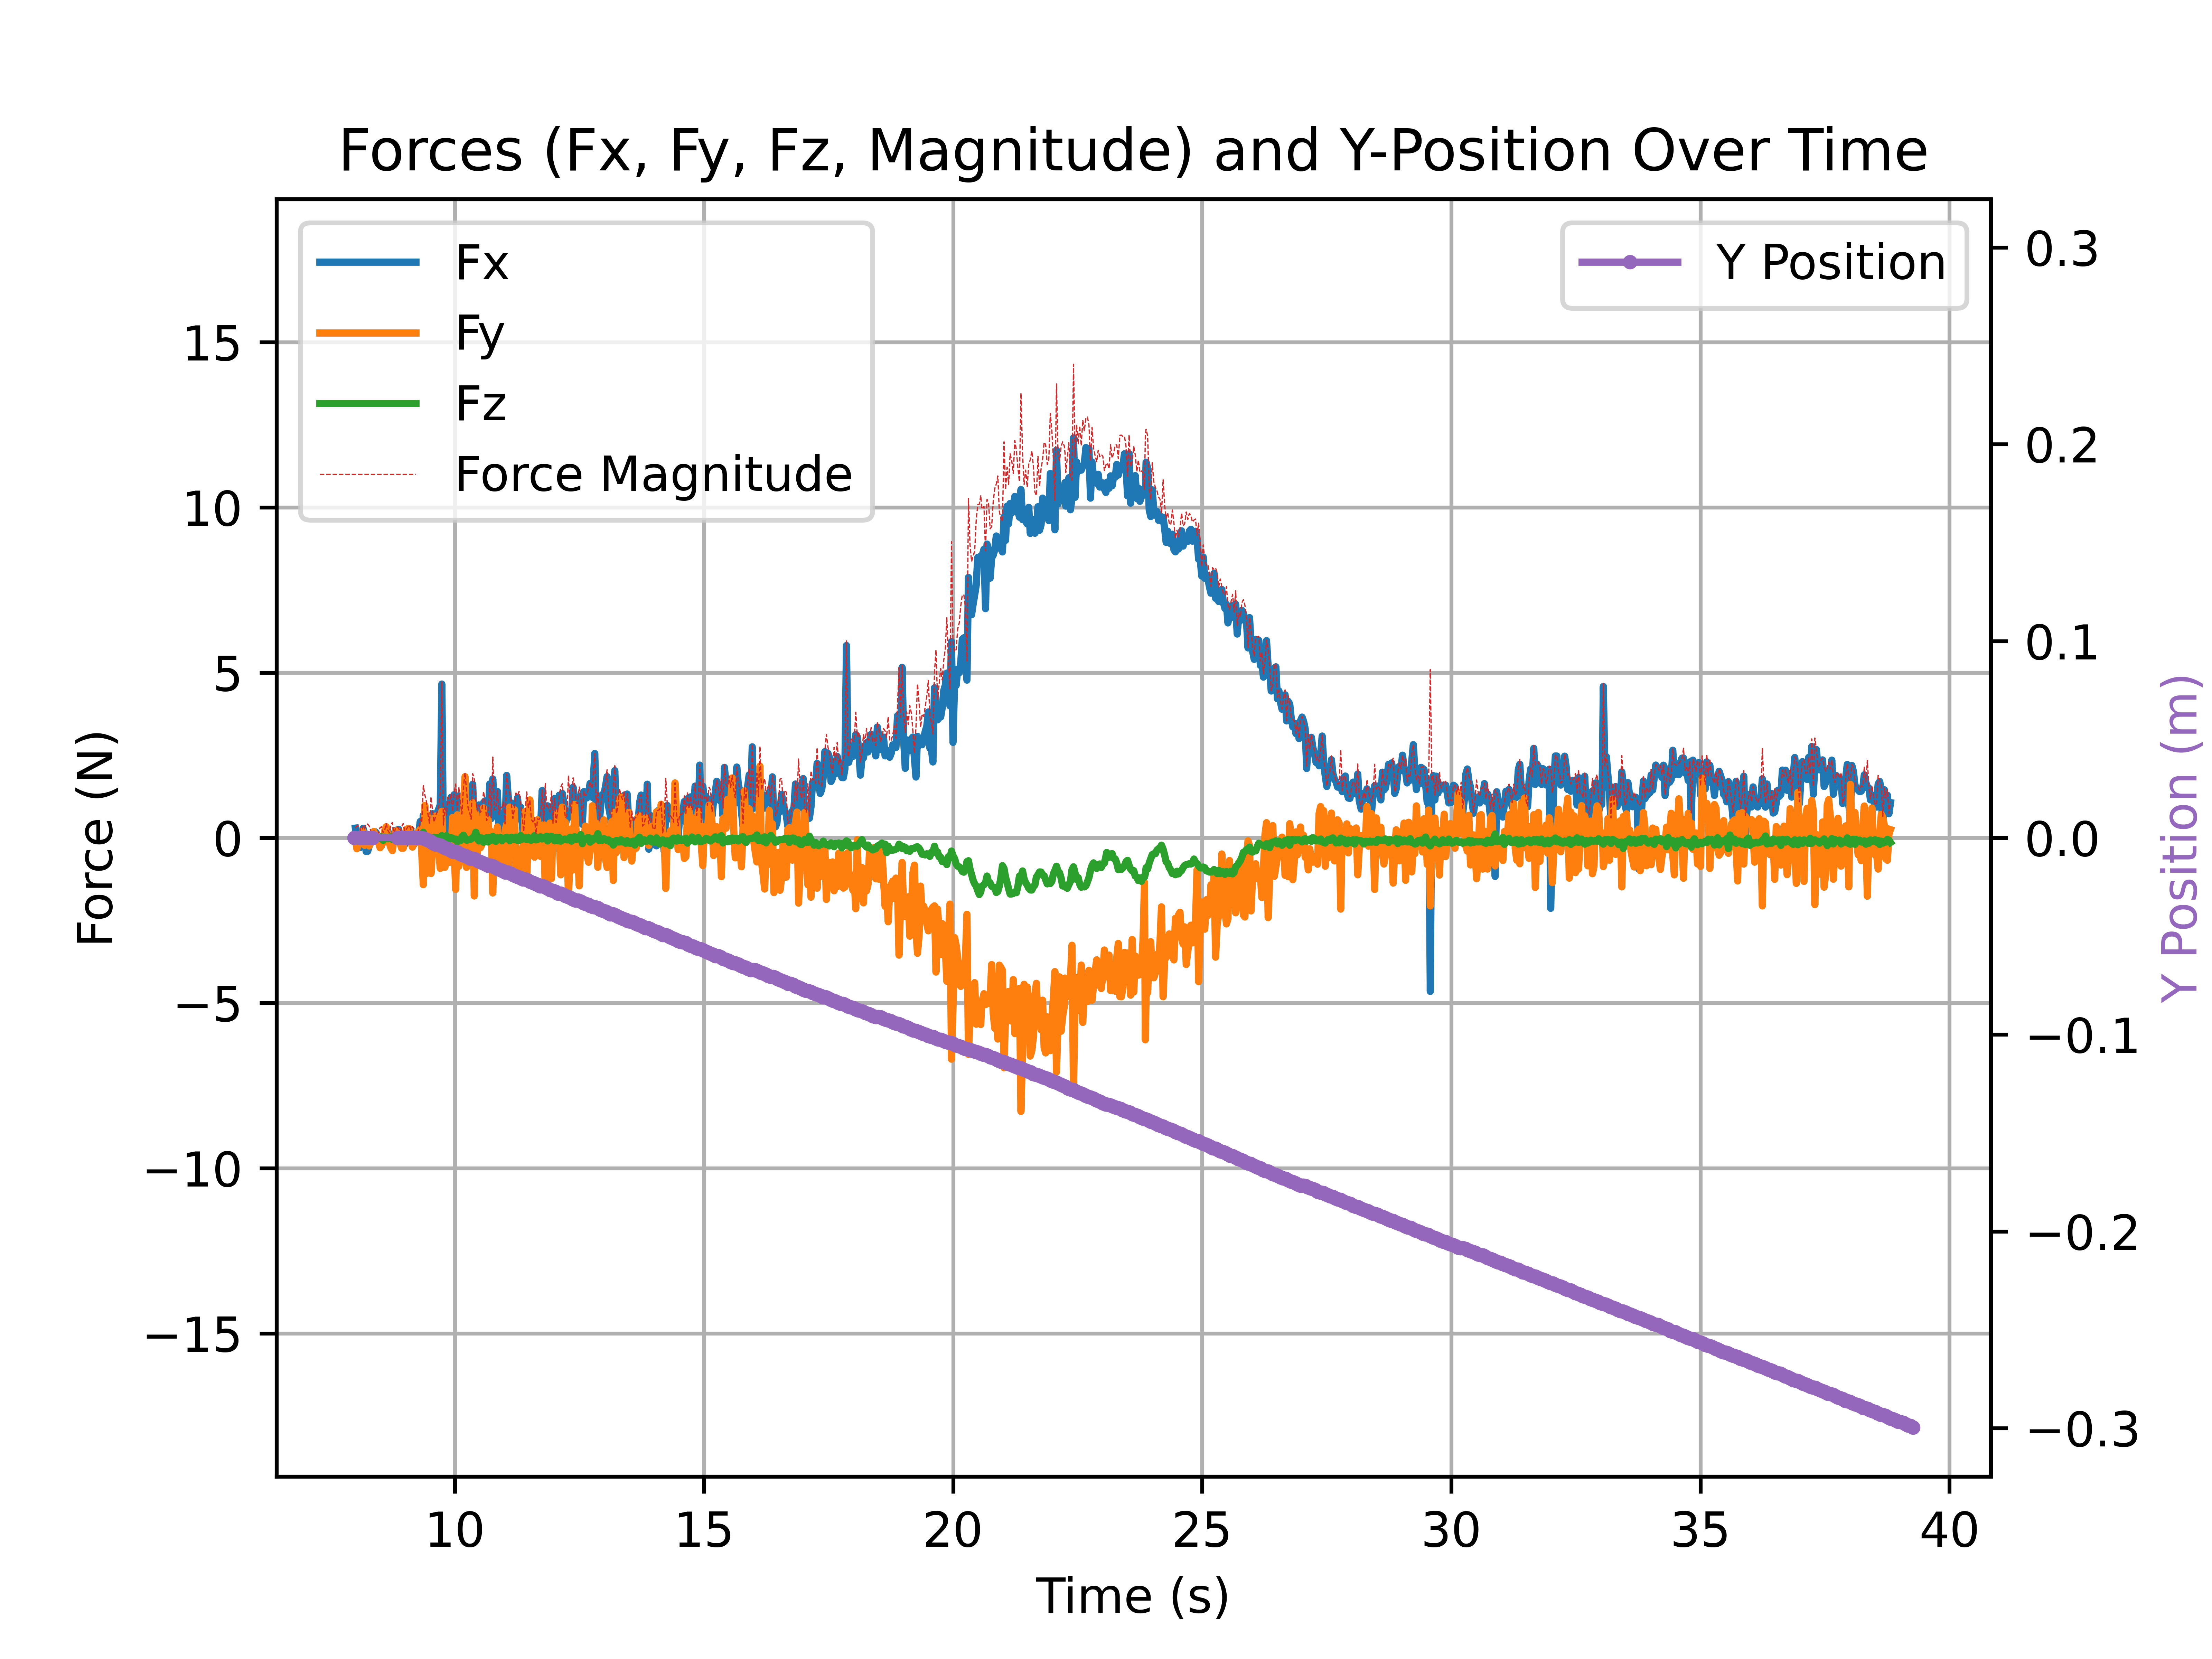 Forces (Fx, Fy, Fz, Magnitude) and Y-Position Over Time
Fx
Fy
Fz
Force Magnitude
Y Position
15
10
5
0
−5
−10
−15
Force (N)
0.3
0.2
0.1
0.0
−0.1
−0.2
−0.3
Y Position (m)
10 15 20 25 30 35 40
Time (s)